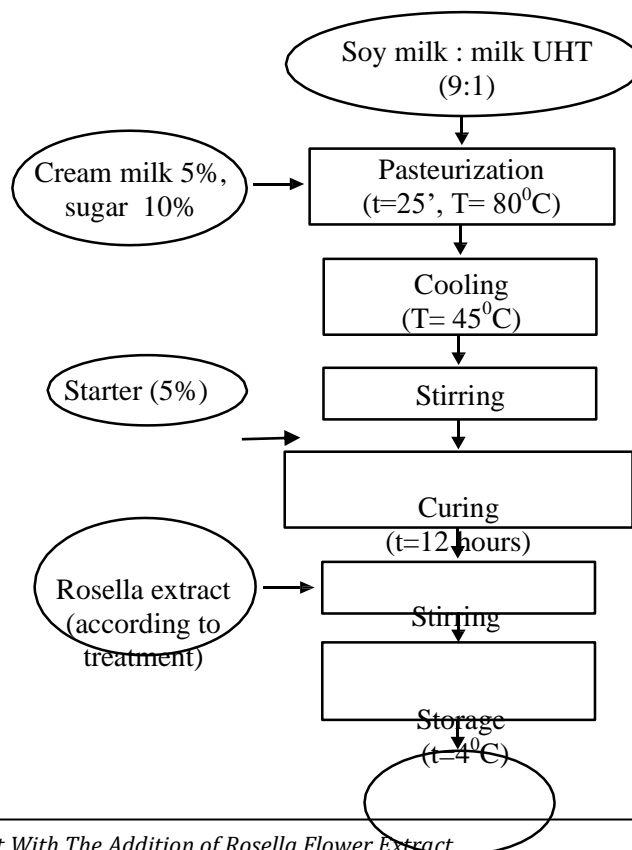 Soy milk : milk UHT
(9:1)
Cream milk 5%,
sugar 10%
Pasteurization
(t=25’, T= 80⁰C)
Cooling
(T= 45⁰C)
Starter (5%)
Stirring
Curing
(t=12 hours)
Rosella extract
(according to
treatment)
Stirring
Storage
(t=4⁰C)
t With The Addition of Rosella Flower Extract